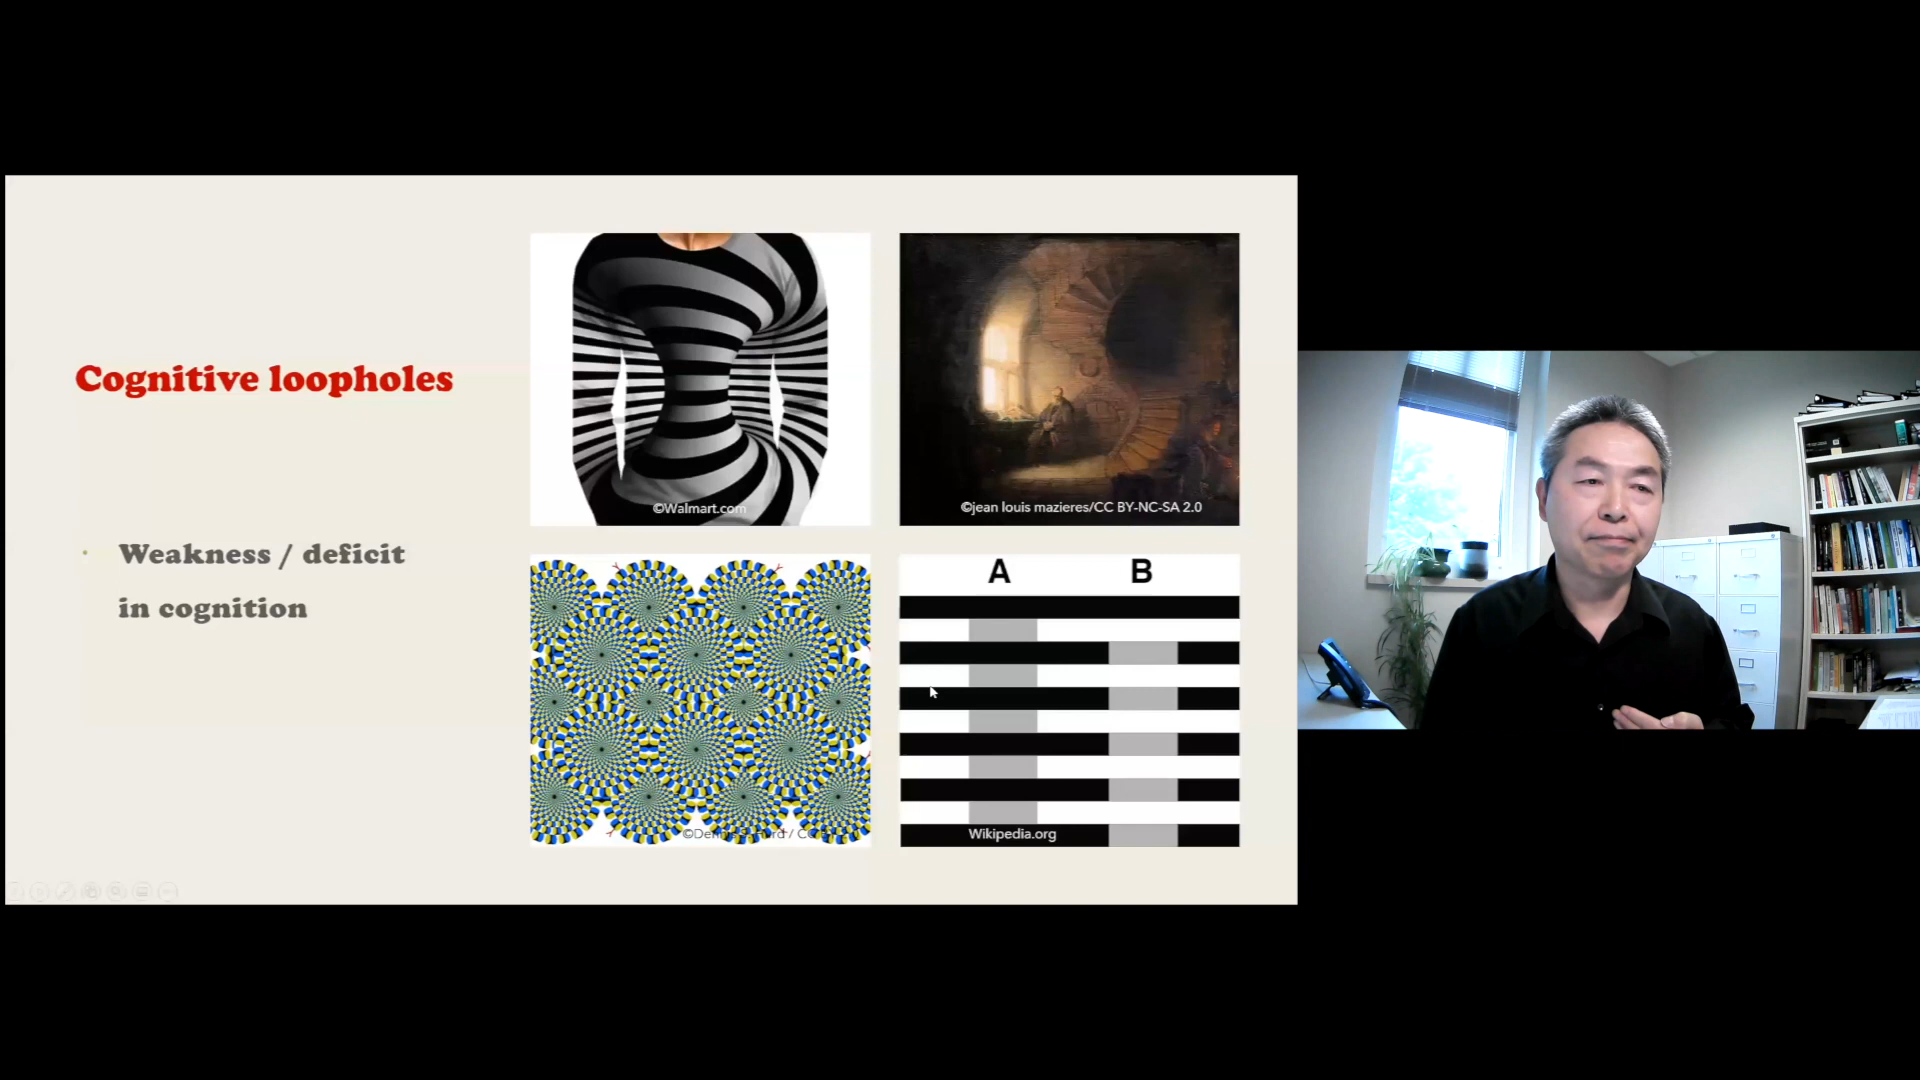 Cognitive loopholes
Weakness / deficit
in cognition
©Walmart.com
©jean louis mazieres/CC BY-NC-SA 2.0
A B
Wikipedia.org